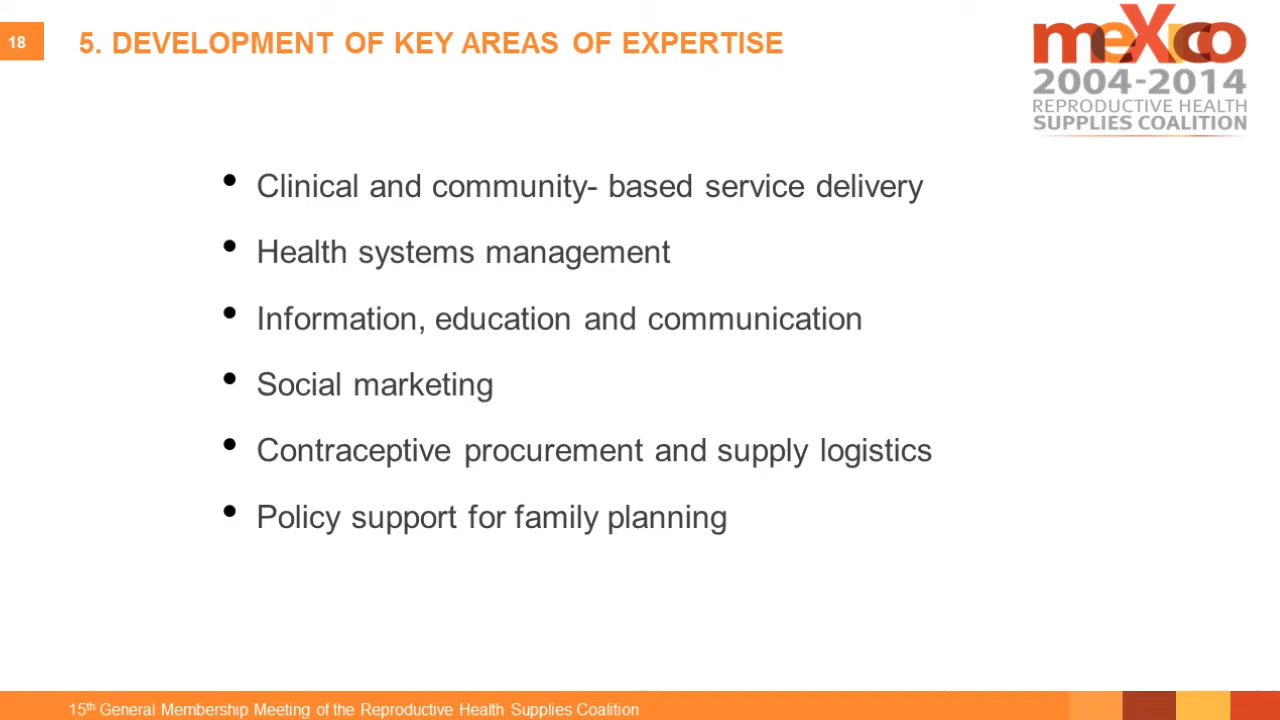 18
5. DEVELOPMENT OF KEY AREAS OF EXPERTISE
meXico
2004-2014
REPRODUCTIVE HEALTH
SUPPLIES COALITION
• Clinical and community- based service delivery
• Health systems management
• Information, education and communication
• Social marketing
• Contraceptive procurement and supply logistics
• Policy support for family planning
15th General Membership Meeting of the Reproductive Health Supplies Coalition